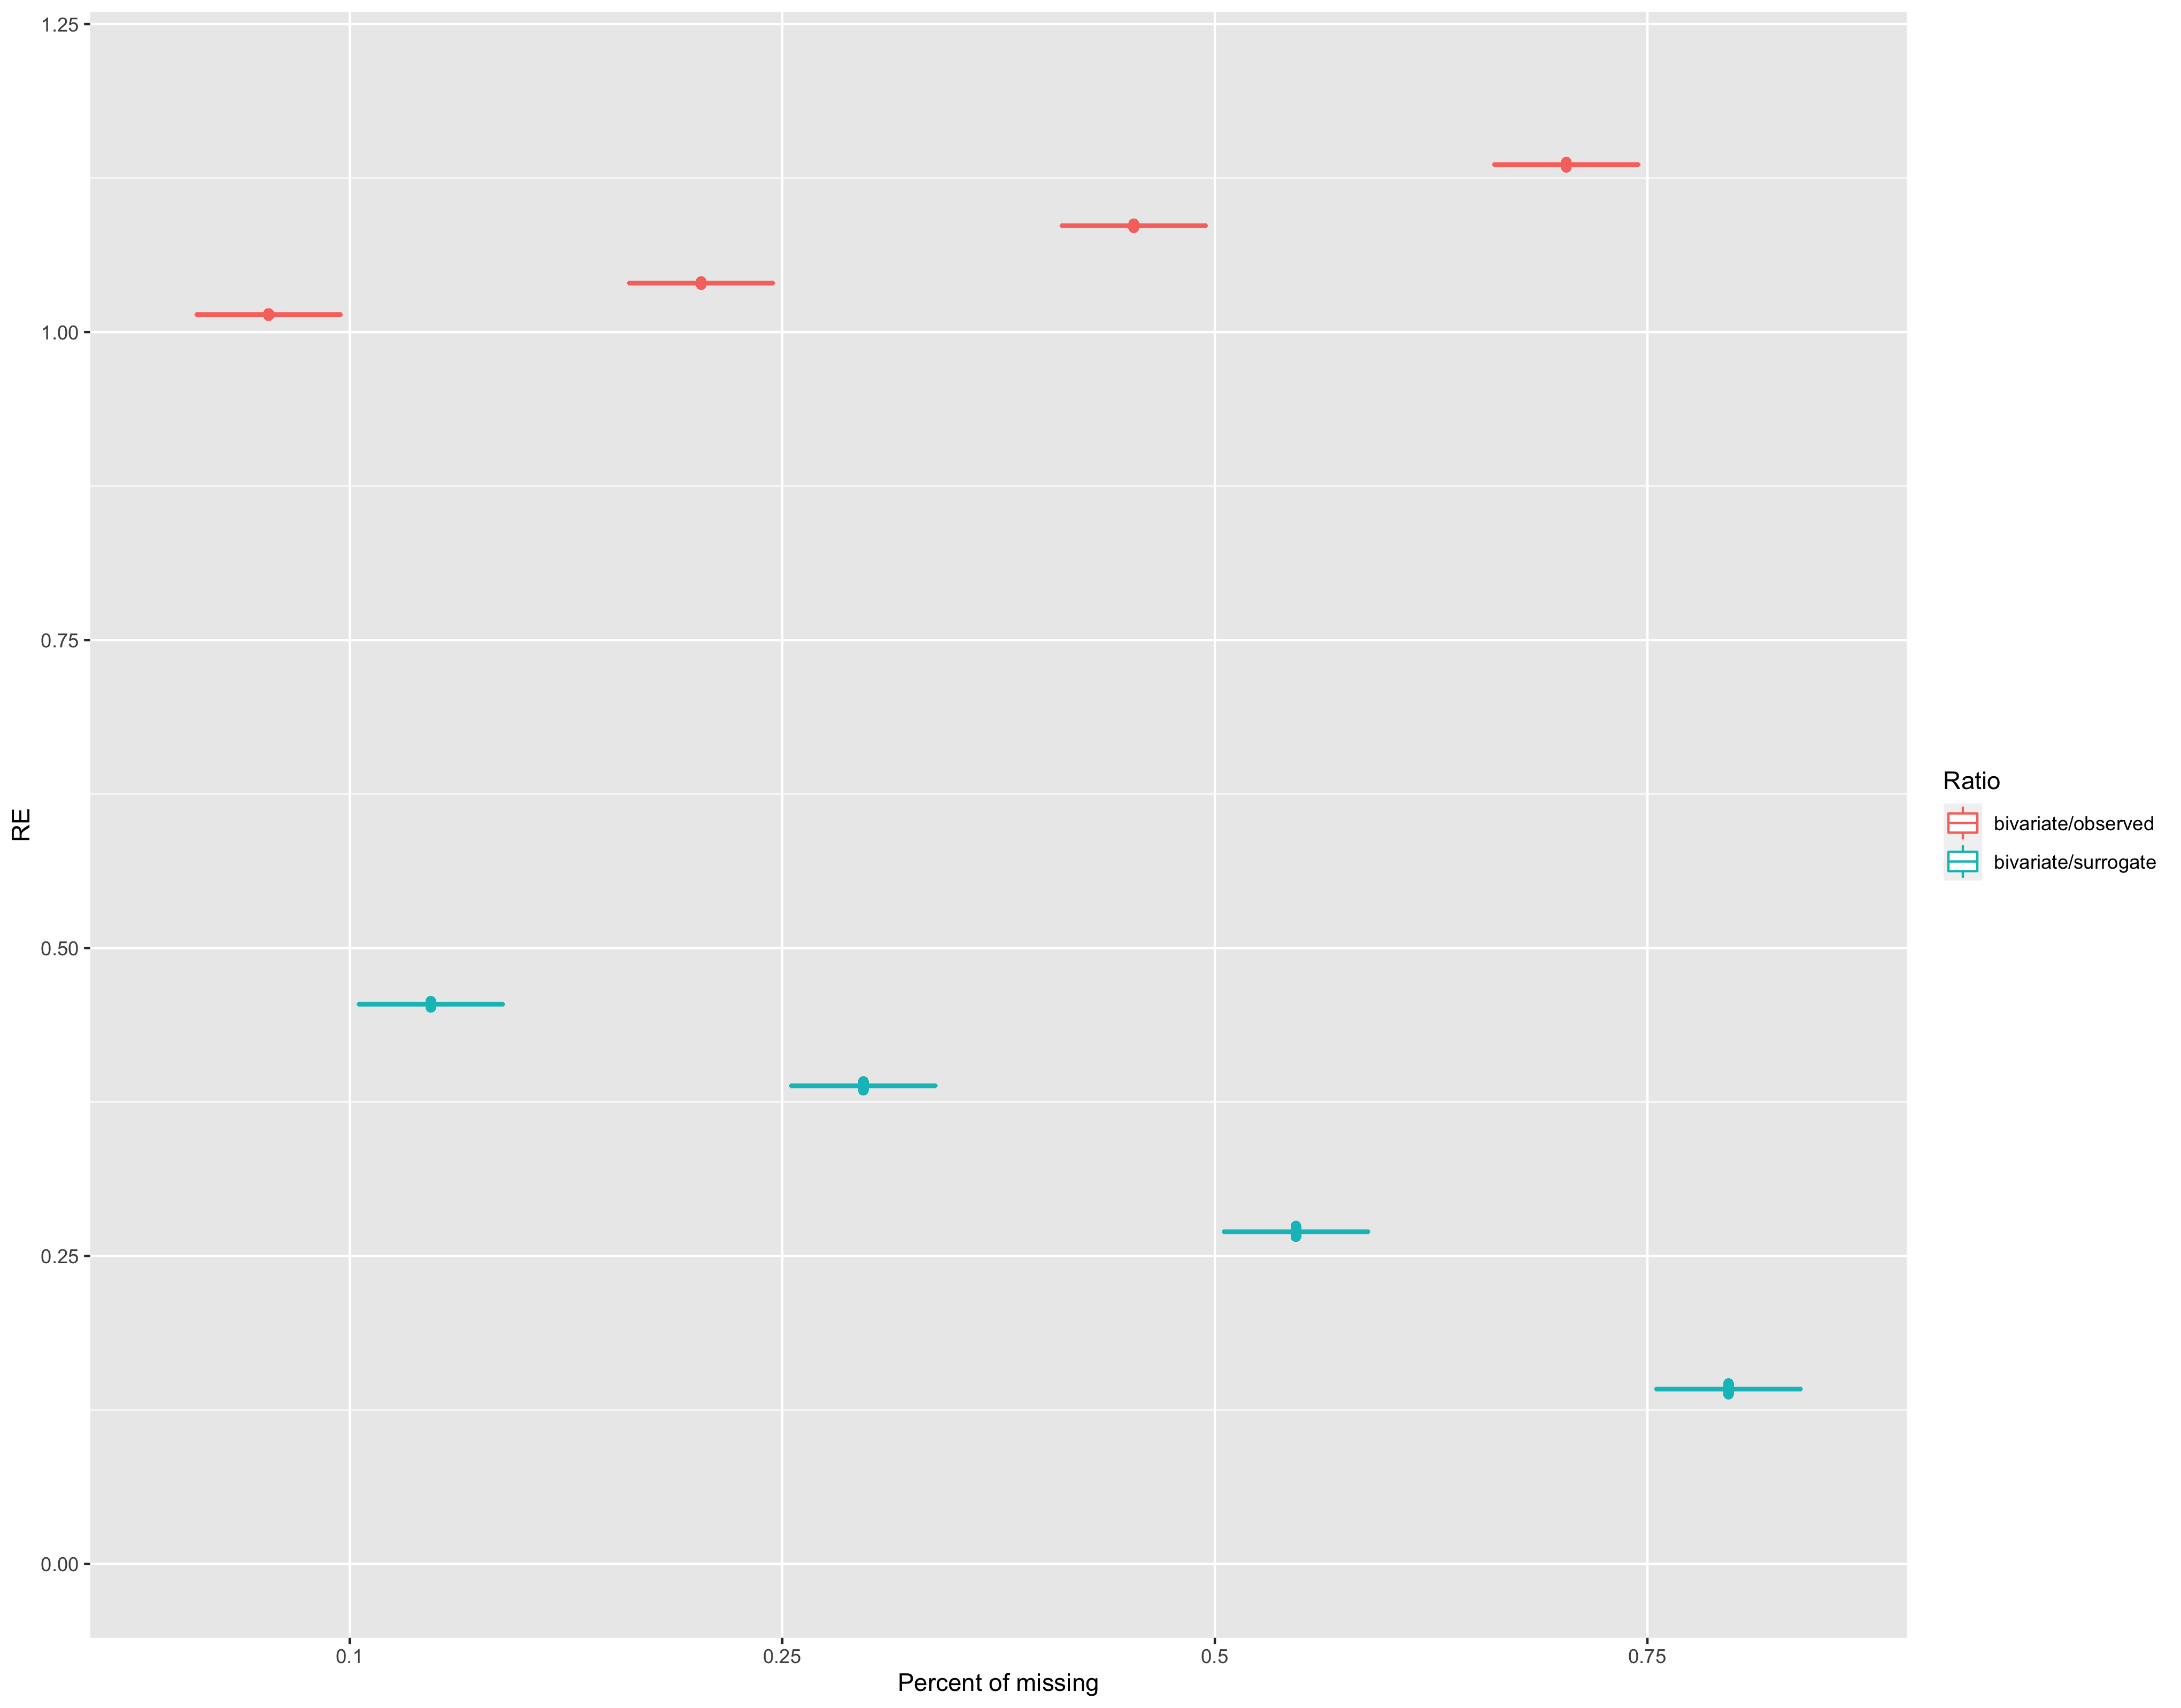 1.25
1.00
0.75
0.50
0.25
0.00
RE
0.1
0.25
0.5
0.75
Percent of missing
Ratio
bivariate/observed
bivariate/surrogate